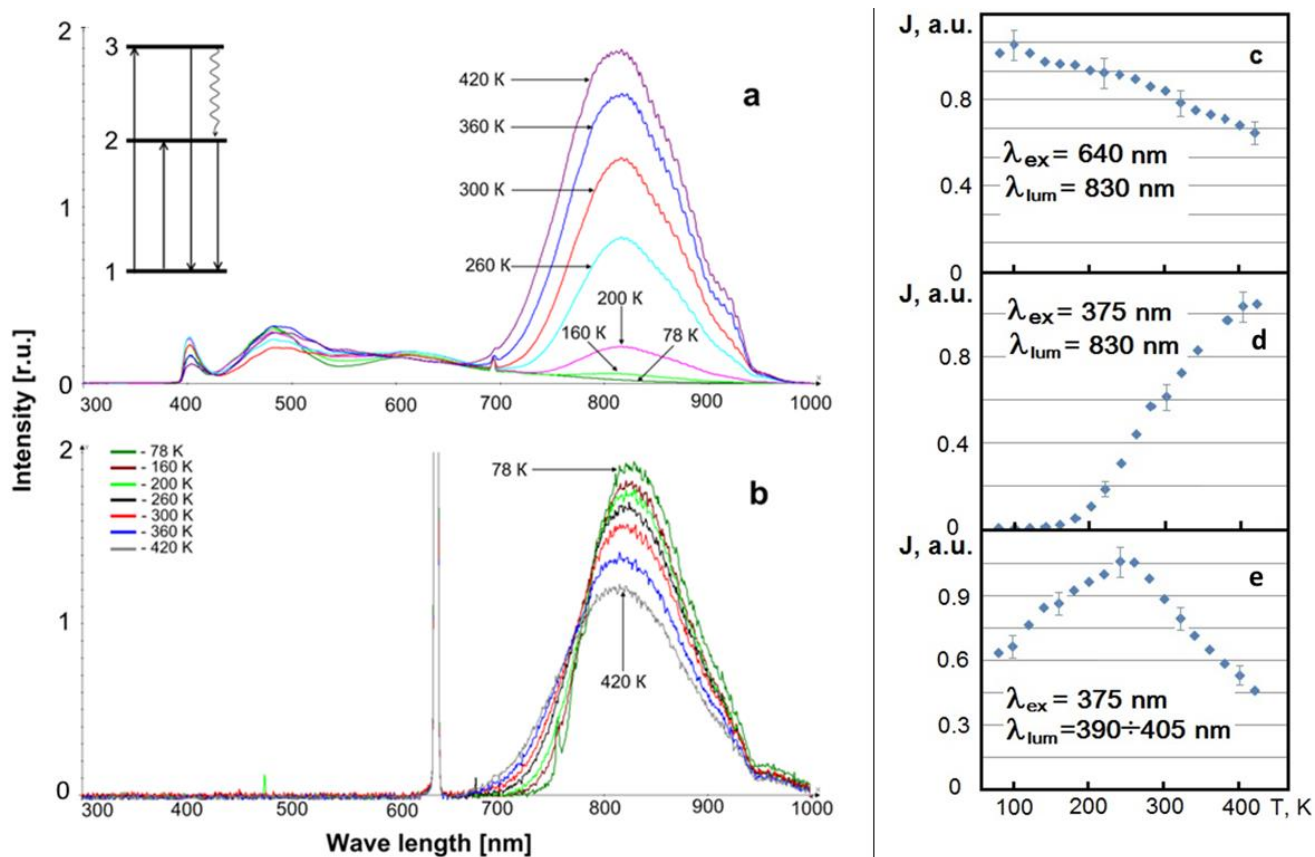 2
3
2
1
a
420 K
360 K
300 K
260 K
200 K
160 K
78 K
1
0
300 400 500 600 700 800 900 1000
Intensity [r.u.]
2
- 78 K
- 160 K
- 200 K
- 260 K
- 300 K
- 360 K
- 420 K
78 K
b
1
420 K
0
300 400 500 600 700 800 900 1000
Wave length [nm]
J, a.u.
c
0.8
λex = 640 nm
λlum = 830 nm
0.4
0
J, a.u.
λex = 375 nm
λlum = 830 nm
d
0.8
0.4
0
J, a.u.
e
0.9
0.6
λex = 375 nm
λlum =390÷405 nm
0.3
0
100 200 300 400 T, K